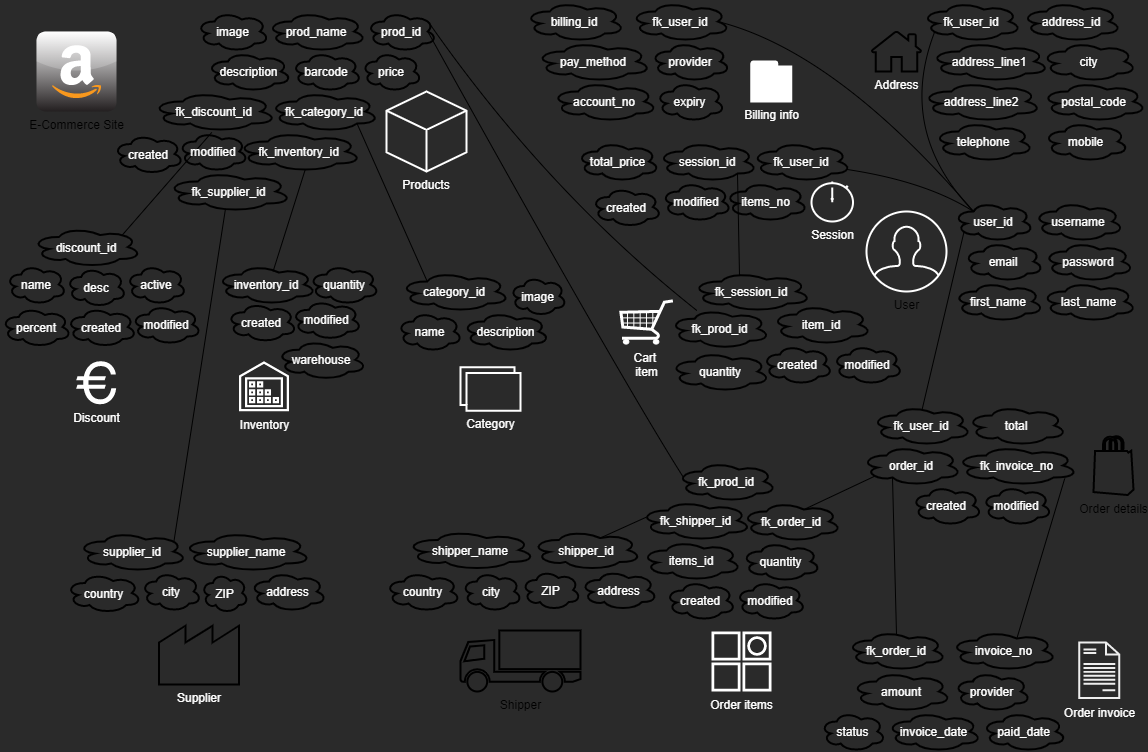 a
E-Commerce Site
image
prod_name
prod_id
description
barcode
price
fk_discount_id
fk_category_id
created
modified
fk_inventory_id
fk_supplier_id
Products
billing_id
fk_user_id
pay_method
provider
account_no
expiry
Billing info
fk_user_id
address_id
address_line1
city
address_line2
postal_code
telephone
mobile
Address
total_price
session_id
fk_user_id
created
modified
items_no
Session
user_id
username
email
password
first_name
last_name
User
discount_id
name
desc
active
percent
created
modified
Discount
inventory_id
quantity
created
modified
warehouse
Inventory
category_id
image
name
description
Category
fk_session_id
fk_prod_id
item_id
quantity
created
modified
Cart
item
fk_user_id
total
order_id
fk_invoice_no
created
modified
Order details
supplier_id
supplier_name
country
city
ZIP
address
Supplier
shipper_name
shipper_id
country
city
ZIP
address
Shipper
fk_prod_id
fk_shipper_id
fk_order_id
items_id
quantity
created
modified
Order items
fk_order_id
invoice_no
amount
provider
status
invoice_date
paid_date
Order invoice